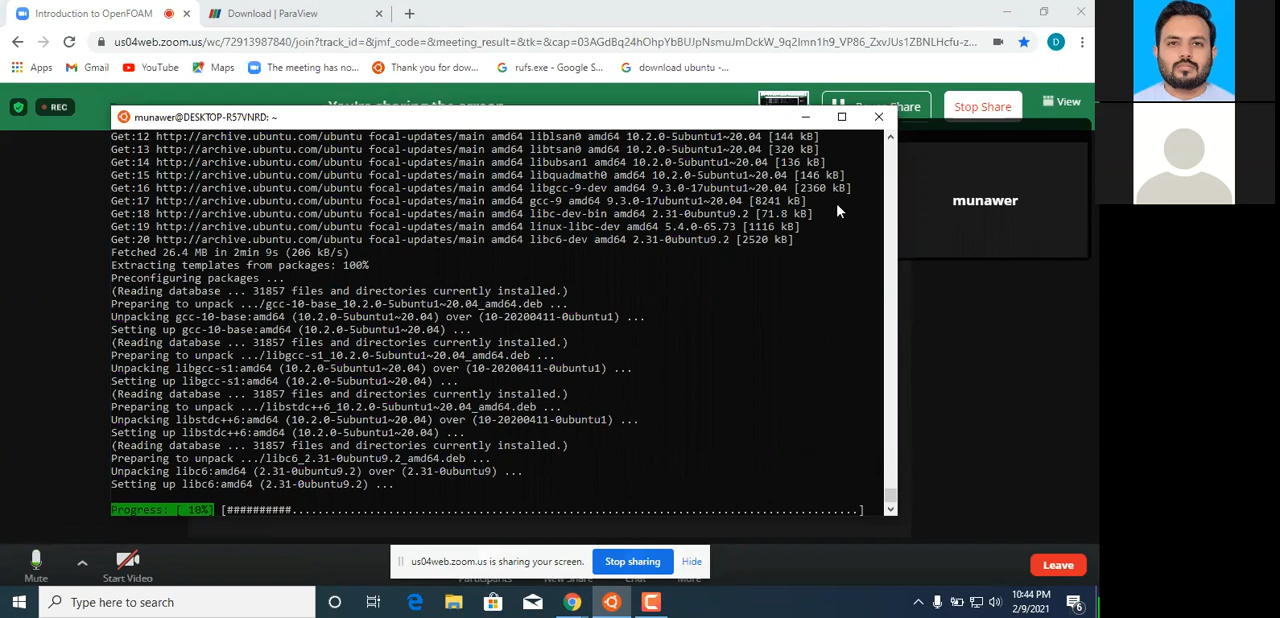 Introduction to OpenFOAM
Download | ParaView
us04web.zoom.us/wc/72913987840/join?track_id=&jmf_code=&meeting_result=&tk=&cap=03AGdBq24hOhpYbBUJpNsmuJmDckW_9q2Imn1h9_VP86_ZxvJUs1ZBNLHcfu-z...
D
Apps Gmail YouTube Maps The meeting has no... Thank you for dow... rufs.exe - Google S... download ubuntu -...
REC
Stop Share
View
munawer@DESKTOP-R57VNRD: ~
Get:12 http://archive.ubuntu.com/ubuntu focal-updates/main amd64 liblsan0 amd64 10.2.0-5ubuntu1~20.04 [144 kB]
Get:13 http://archive.ubuntu.com/ubuntu focal-updates/main amd64 libtsan0 amd64 10.2.0-5ubuntu1~20.04 [320 kB]
Get:14 http://archive.ubuntu.com/ubuntu focal-updates/main amd64 libubsan1 amd64 10.2.0-5ubuntu1~20.04 [136 kB]
Get:15 http://archive.ubuntu.com/ubuntu focal-updates/main amd64 libquadmath0 amd64 10.2.0-5ubuntu1~20.04 [146 kB]
Get:16 http://archive.ubuntu.com/ubuntu focal-updates/main amd64 libgcc-9-dev amd64 9.3.0-17ubuntu1~20.04 [2360 kB]
Get:17 http://archive.ubuntu.com/ubuntu focal-updates/main amd64 gcc-9 amd64 9.3.0-17ubuntu1~20.04 [8241 kB]
Get:18 http://archive.ubuntu.com/ubuntu focal-updates/main amd64 libc-dev-bin amd64 2.31-0ubuntu9.2 [71.8 kB]
Get:19 http://archive.ubuntu.com/ubuntu focal-updates/main amd64 linux-libc-dev amd64 5.4.0-65.73 [1116 kB]
Get:20 http://archive.ubuntu.com/ubuntu focal-updates/main amd64 libc6-dev amd64 2.31-0ubuntu9.2 [2520 kB]
Fetched 26.4 MB in 2min 9s (206 kB/s)
Extracting templates from packages: 100%
Preconfiguring packages ...
(Reading database ... 31857 files and directories currently installed.)
Preparing to unpack .../gcc-10-base_10.2.0-5ubuntu1~20.04_amd64.deb ...
Unpacking gcc-10-base:amd64 (10.2.0-5ubuntu1~20.04) over (10-20200411-0ubuntu1) ...
Setting up gcc-10-base:amd64 (10.2.0-5ubuntu1~20.04) ...
(Reading database ... 31857 files and directories currently installed.)
Preparing to unpack .../libgcc-s1_10.2.0-5ubuntu1~20.04_amd64.deb ...
Unpacking libgcc-s1:amd64 (10.2.0-5ubuntu1~20.04) over (10-20200411-0ubuntu1) ...
Setting up libgcc-s1:amd64 (10.2.0-5ubuntu1~20.04) ...
(Reading database ... 31857 files and directories currently installed.)
Preparing to unpack .../libstdc++6_10.2.0-5ubuntu1~20.04_amd64.deb ...
Unpacking libstdc++6:amd64 (10.2.0-5ubuntu1~20.04) over (10-20200411-0ubuntu1) ...
Setting up libstdc++6:amd64 (10.2.0-5ubuntu1~20.04) ...
(Reading database ... 31857 files and directories currently installed.)
Preparing to unpack .../libc6_2.31-0ubuntu9.2_amd64.deb ...
Unpacking libc6:amd64 (2.31-0ubuntu9.2) over (2.31-0ubuntu9) ...
Setting up libc6:amd64 (2.31-0ubuntu9.2) ...
Progress: [ 10%] [##########..................................................................................]
munawer
us04web.zoom.us is sharing your screen. Stop sharing Hide
Mute Start Video Leave
Type here to search
10:44 PM
2/9/2021
6